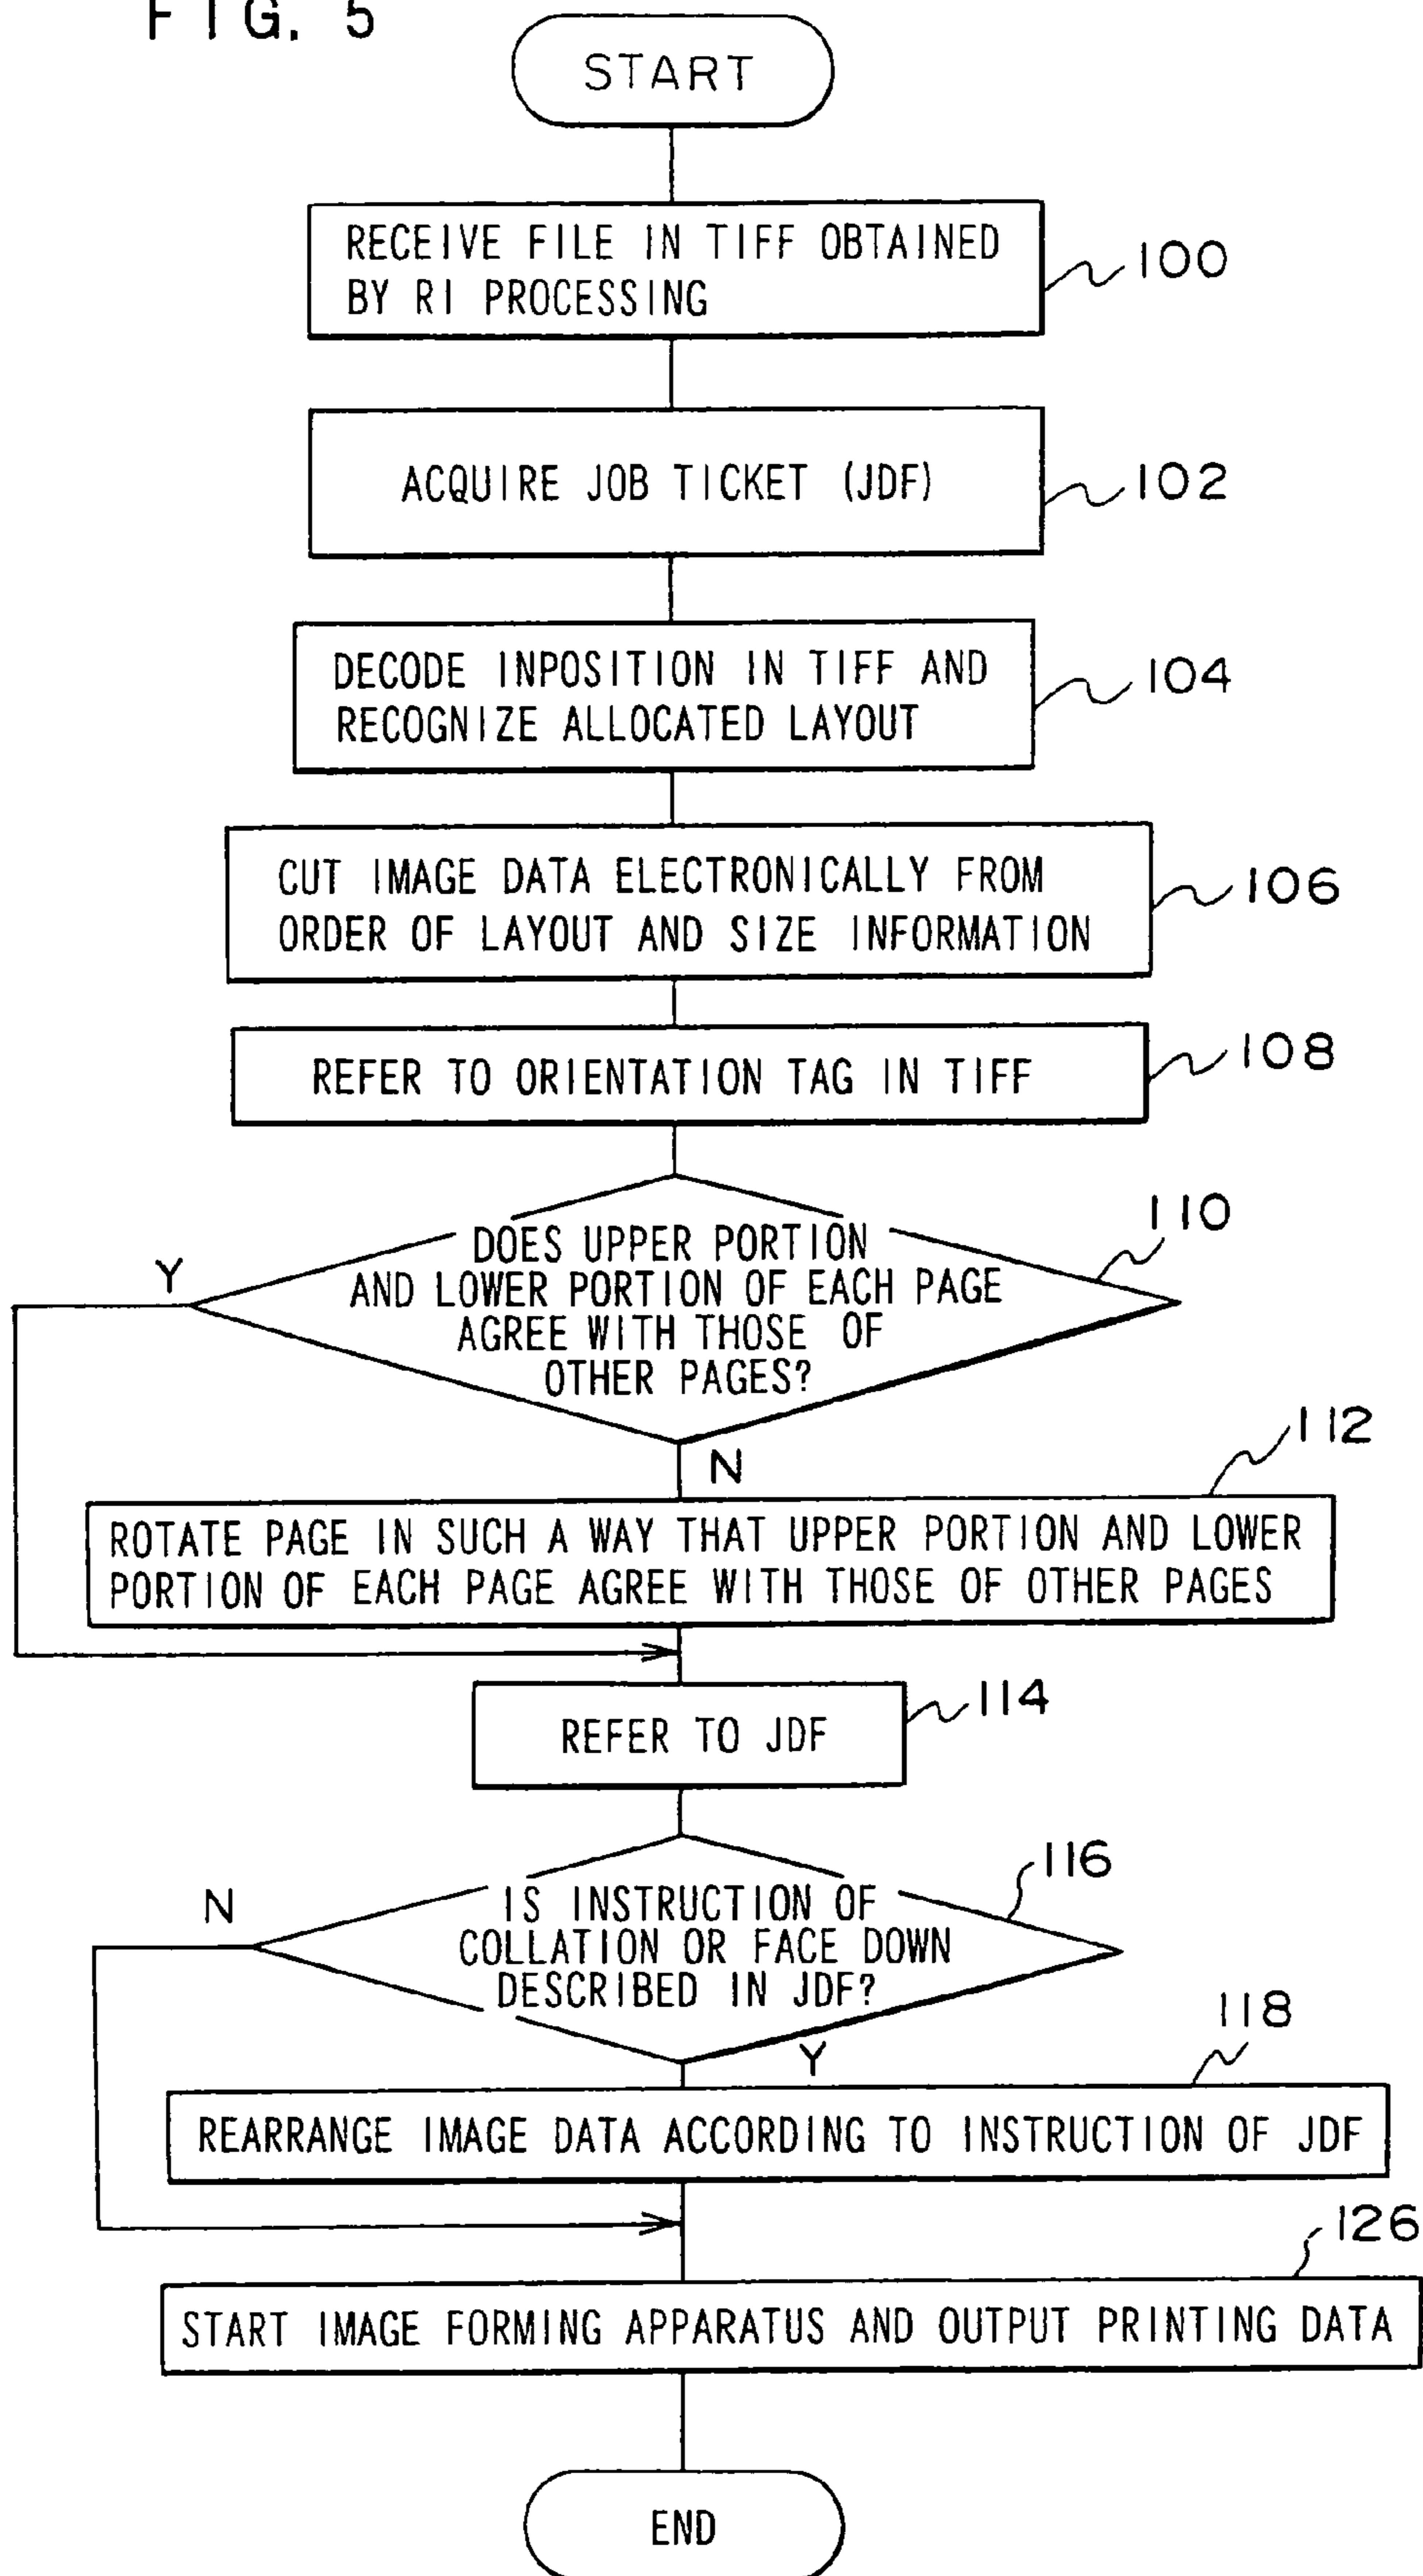 FIG. 5
START
RECEIVE FILE IN TIFF OBTAINED
BY RI PROCESSING
100
ACQUIRE JOB TICKET (JDF)
102
DECODE INPOSITION IN TIFF AND
RECOGNIZE ALLOCATED LAYOUT
104
CUT IMAGE DATA ELECTRONICALLY FROM
ORDER OF LAYOUT AND SIZE INFORMATION
106
REFER TO ORIENTATION TAG IN TIFF
108
DOES UPPER PORTION
AND LOWER PORTION OF EACH PAGE
AGREE WITH THOSE OF
OTHER PAGES?
110
Y
N
ROTATE PAGE IN SUCH A WAY THAT UPPER PORTION AND LOWER
PORTION OF EACH PAGE AGREE WITH THOSE OF OTHER PAGES
112
REFER TO JDF
114
IS INSTRUCTION OF
COLLATION OR FACE DOWN
DESCRIBED IN JDF?
116
N
Y
REARRANGE IMAGE DATA ACCORDING TO INSTRUCTION OF JDF
118
START IMAGE FORMING APPARATUS AND OUTPUT PRINTING DATA
126
END